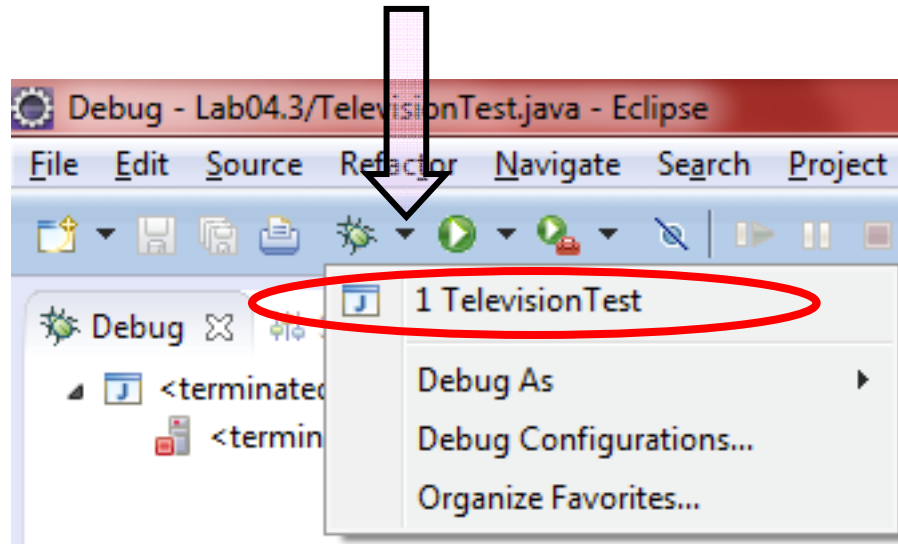 Debug - Lab04.3/TelevisionTest.java - Eclipse
File Edit Source Refactor Navigate Search Project
1 TelevisionTest
Debug
<terminated
Debug As
<termin
Debug Configurations...
Organize Favorites...